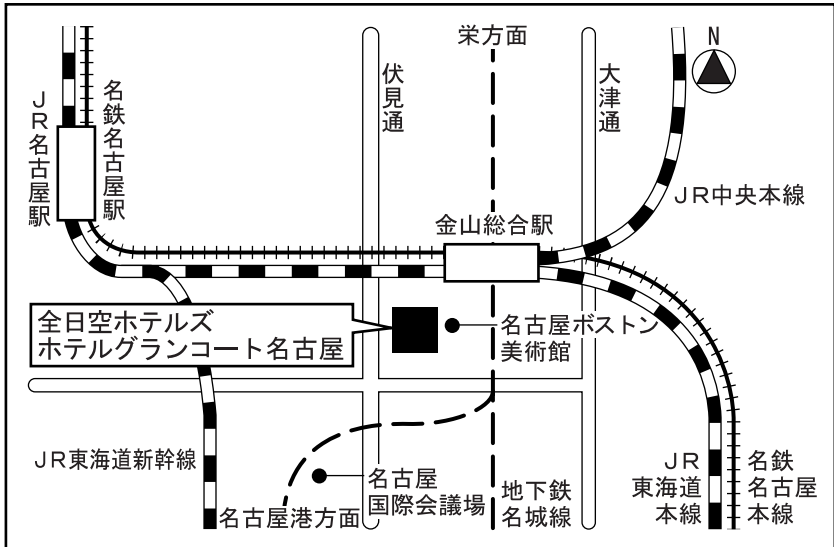 栄方面
N
伏見通
大津通
JR名古屋駅
名鉄名古屋駅
JR中央本線
金山総合駅
全日空ホテルズ
ホテルグランコート名古屋
名古屋ボストン
美術館
JR東海道新幹線
名古屋
国際会議場
名古屋港方面
地下鉄
名城線
JR
東海道
本線
名鉄
名古屋
本線